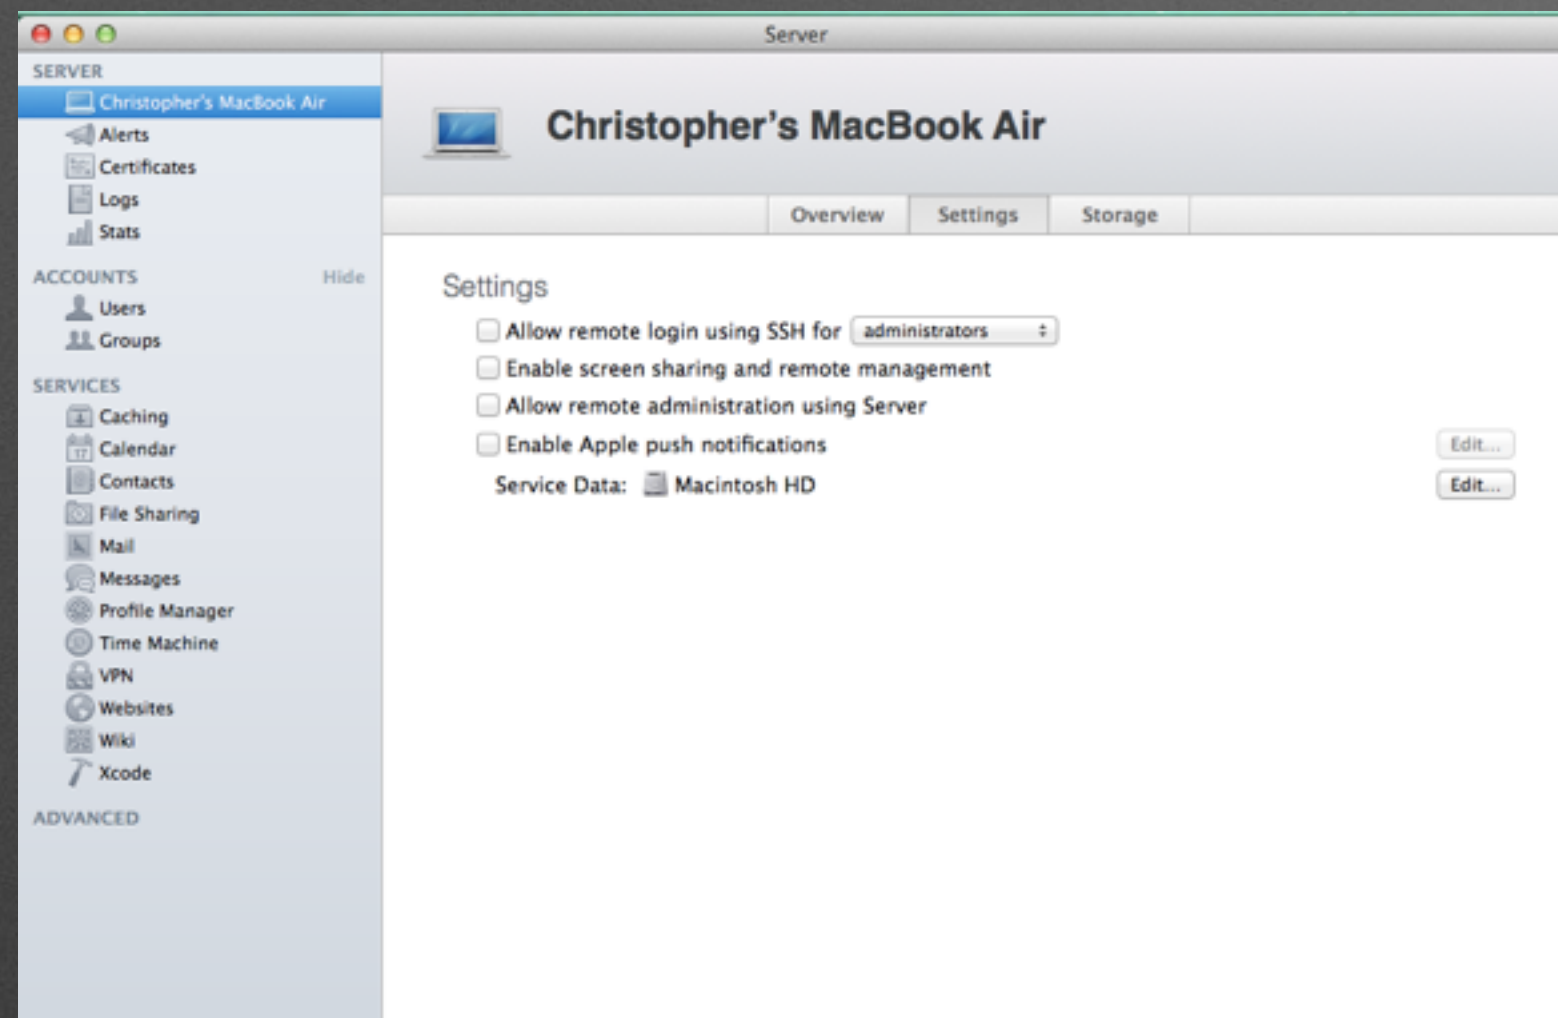 Server
SERVER
Christopher's MacBook Air
Alerts
Certificates
Logs
Stats
ACCOUNTS Hide
Users
Groups
SERVICES
Caching
Calendar
Contacts
File Sharing
Mail
Messages
Profile Manager
Time Machine
VPN
Websites
Wiki
Xcode
ADVANCED
Christopher's MacBook Air
Overview Settings Storage
Settings
Allow remote login using SSH for administrators
Enable screen sharing and remote management
Allow remote administration using Server
Enable Apple push notifications Edit...
Service Data: Macintosh HD Edit...